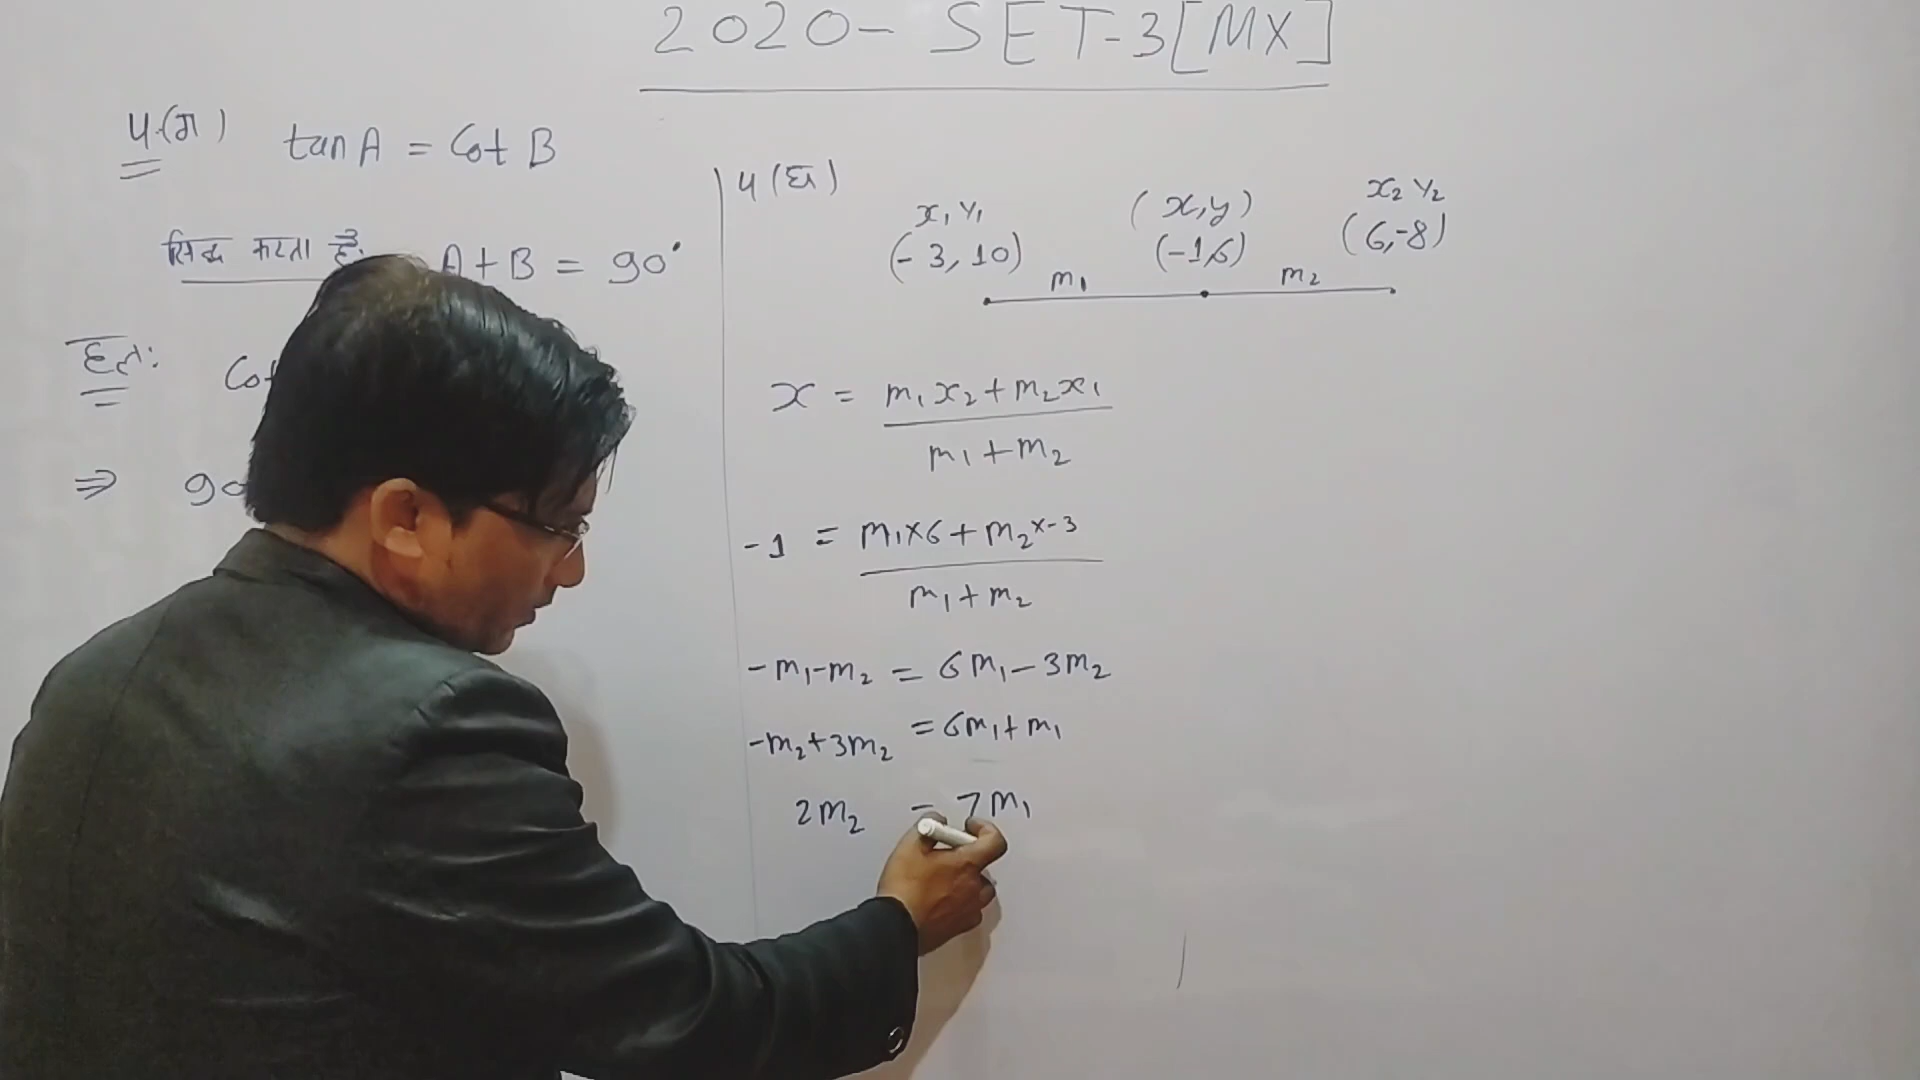 2020- SET-3[MX]
4.(ग)
tan A = Cot B
सिद्ध करना है:
A+B = 90°
हल:
Cot
⇒ 90
4(घ)
x₁ y₁
(x,y)
x₂ y₂
(-3, 10)
(-1,6)
(6,-8)
m₁
m₂
x = m₁x₂+m₂x₁
m₁+m₂
-1 = m₁×6+m₂×-3
m₁+m₂
-m₁-m₂ = 6m₁-3m₂
-m₂+3m₂ = 6m₁+m₁
2m₂ = 7m₁